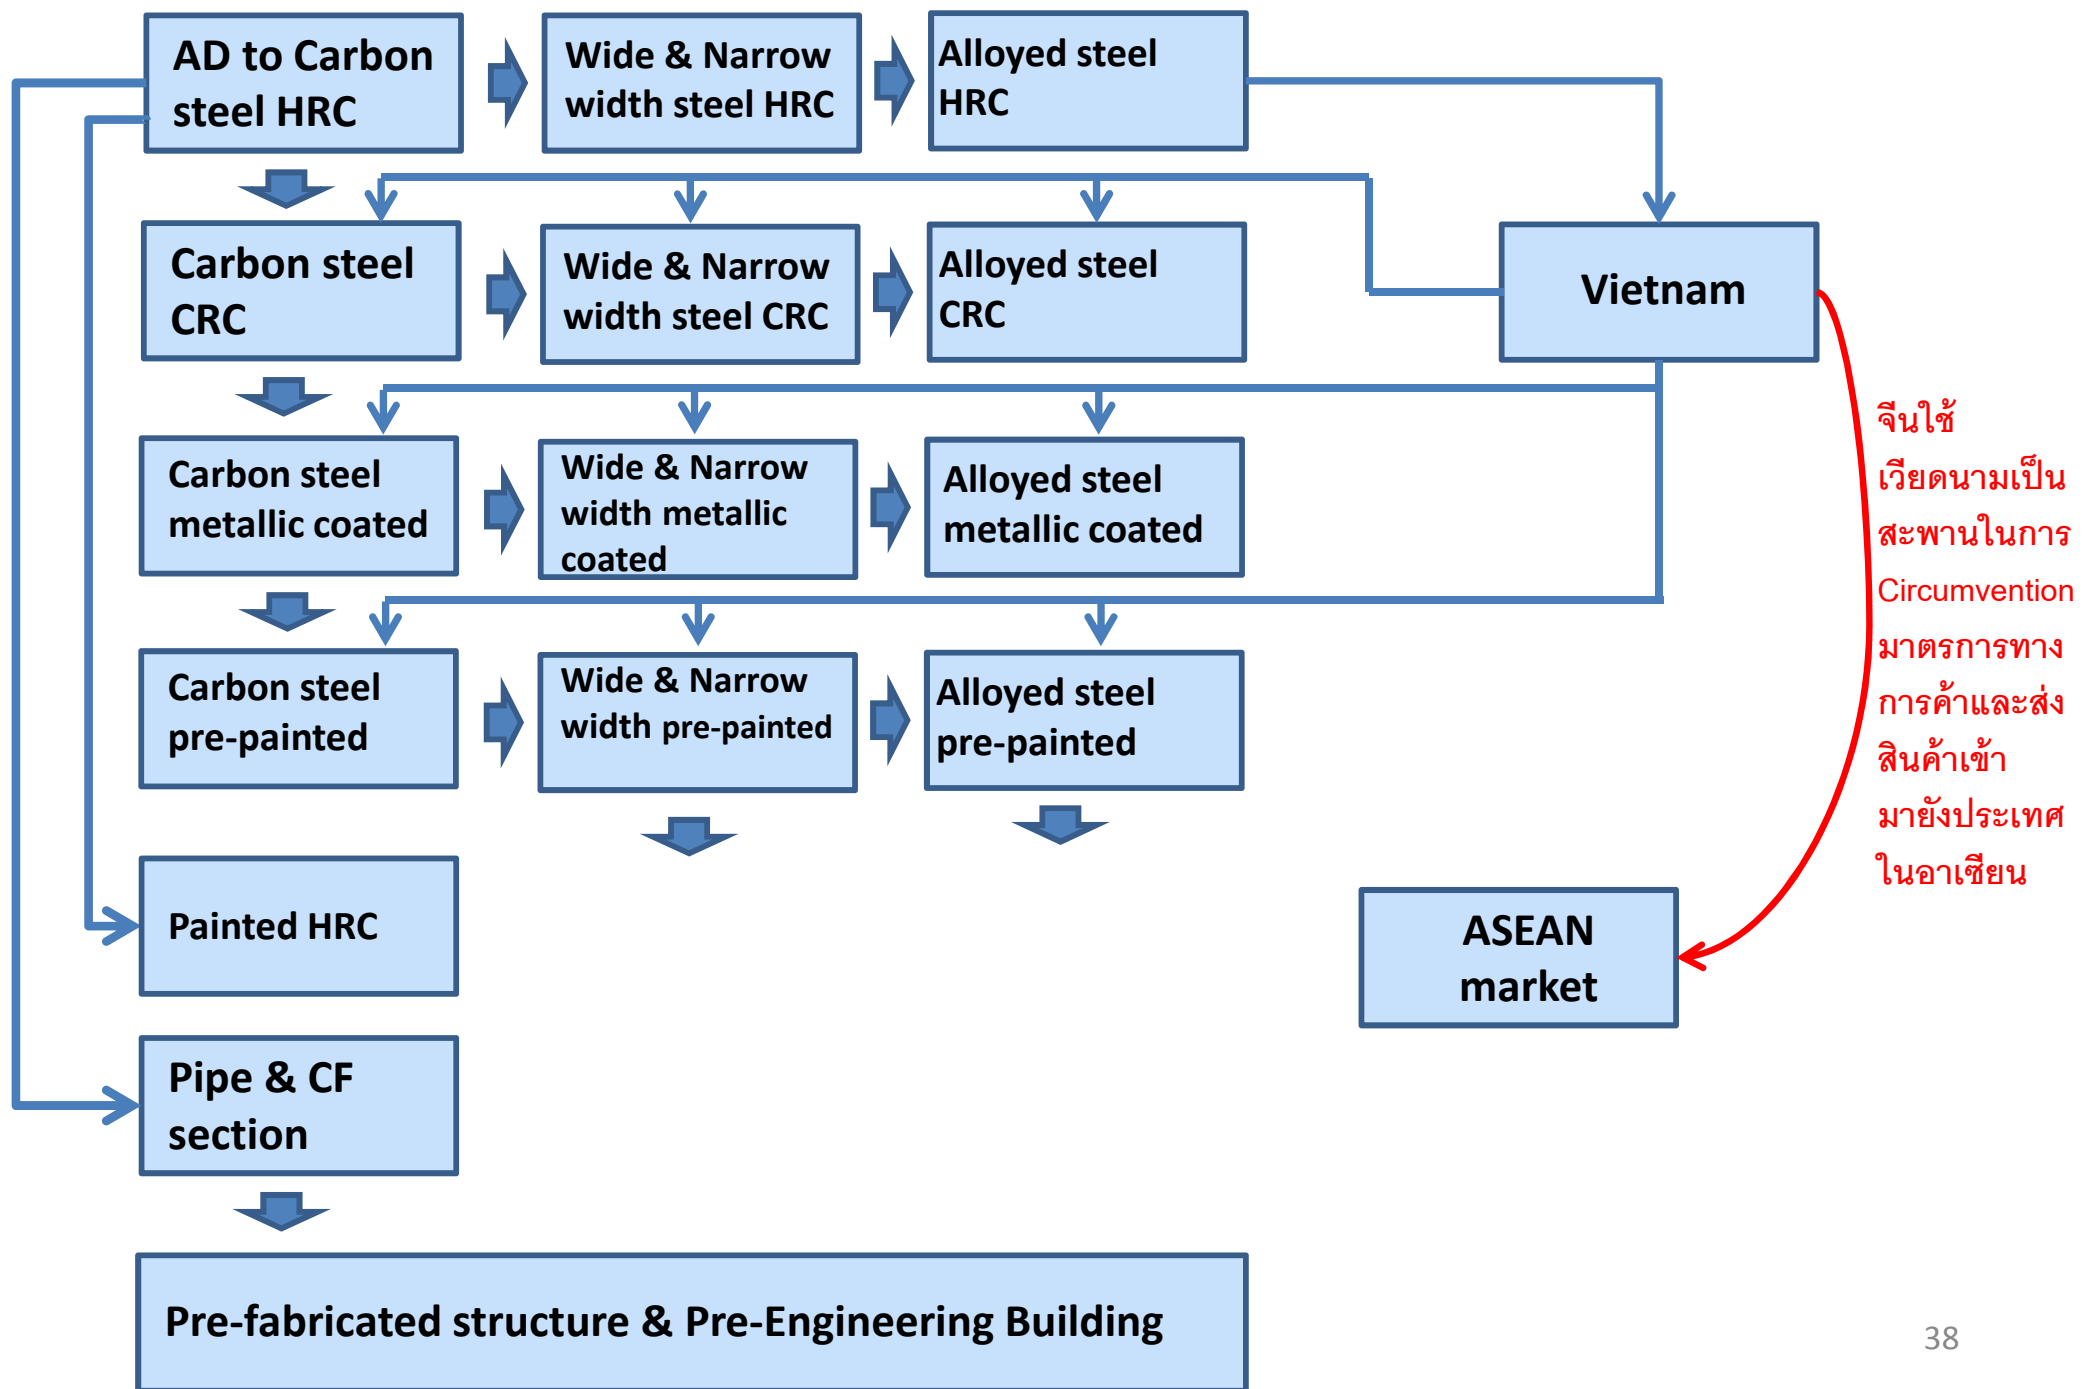 AD to Carbon
steel HRC
Wide & Narrow
width steel HRC
Alloyed steel
HRC
Carbon steel
CRC
Wide & Narrow
width steel CRC
Alloyed steel
CRC
Vietnam
Carbon steel
metallic coated
Wide & Narrow
width metallic
coated
Alloyed steel
metallic coated
Carbon steel
pre-painted
Wide & Narrow
width pre-painted
Alloyed steel
pre-painted
จีนใช้
เวียดนามเป็น
สะพานในการ
Circumvention
มาตรการทาง
การค้าและส่ง
สินค้าเข้า
มายังประเทศ
ในอาเซียน
Painted HRC
ASEAN
market
Pipe & CF
section
Pre-fabricated structure & Pre-Engineering Building
38